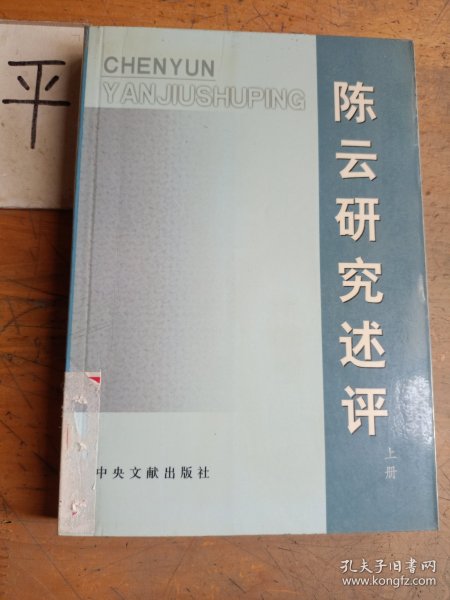 平
CHENYUN
YANJIUSHUPING
陈云研究述评
上册
中央文献出版社
孔夫子旧书网
www.kongfz.com